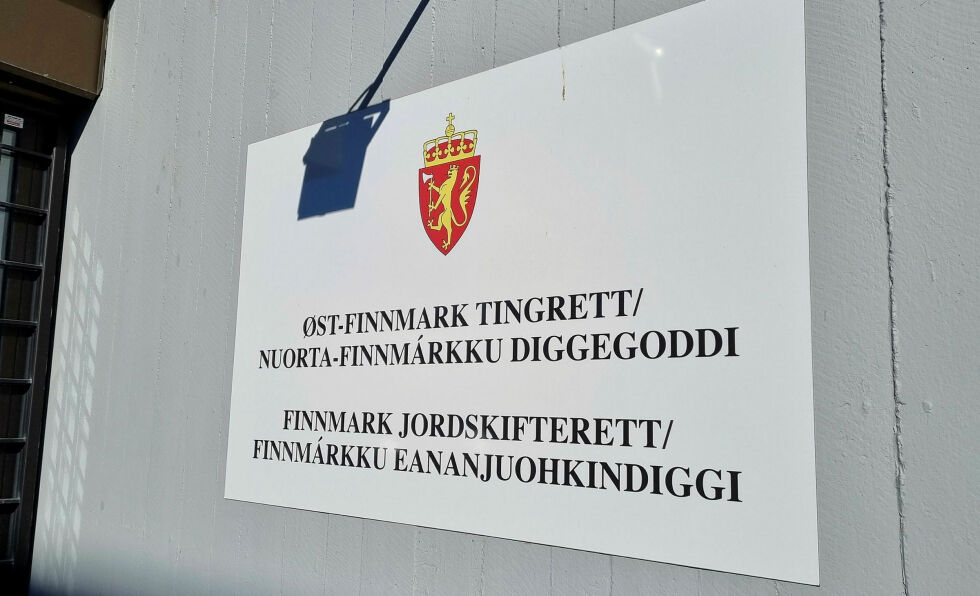 ØST-FINNMARK TINGRETT/
NUORTA-FINNMÁRKKU DIGGEGODDI
FINNMARK JORDSKIFTERETT/
FINNMÁRKKU EANANJUOHKINDIGGI